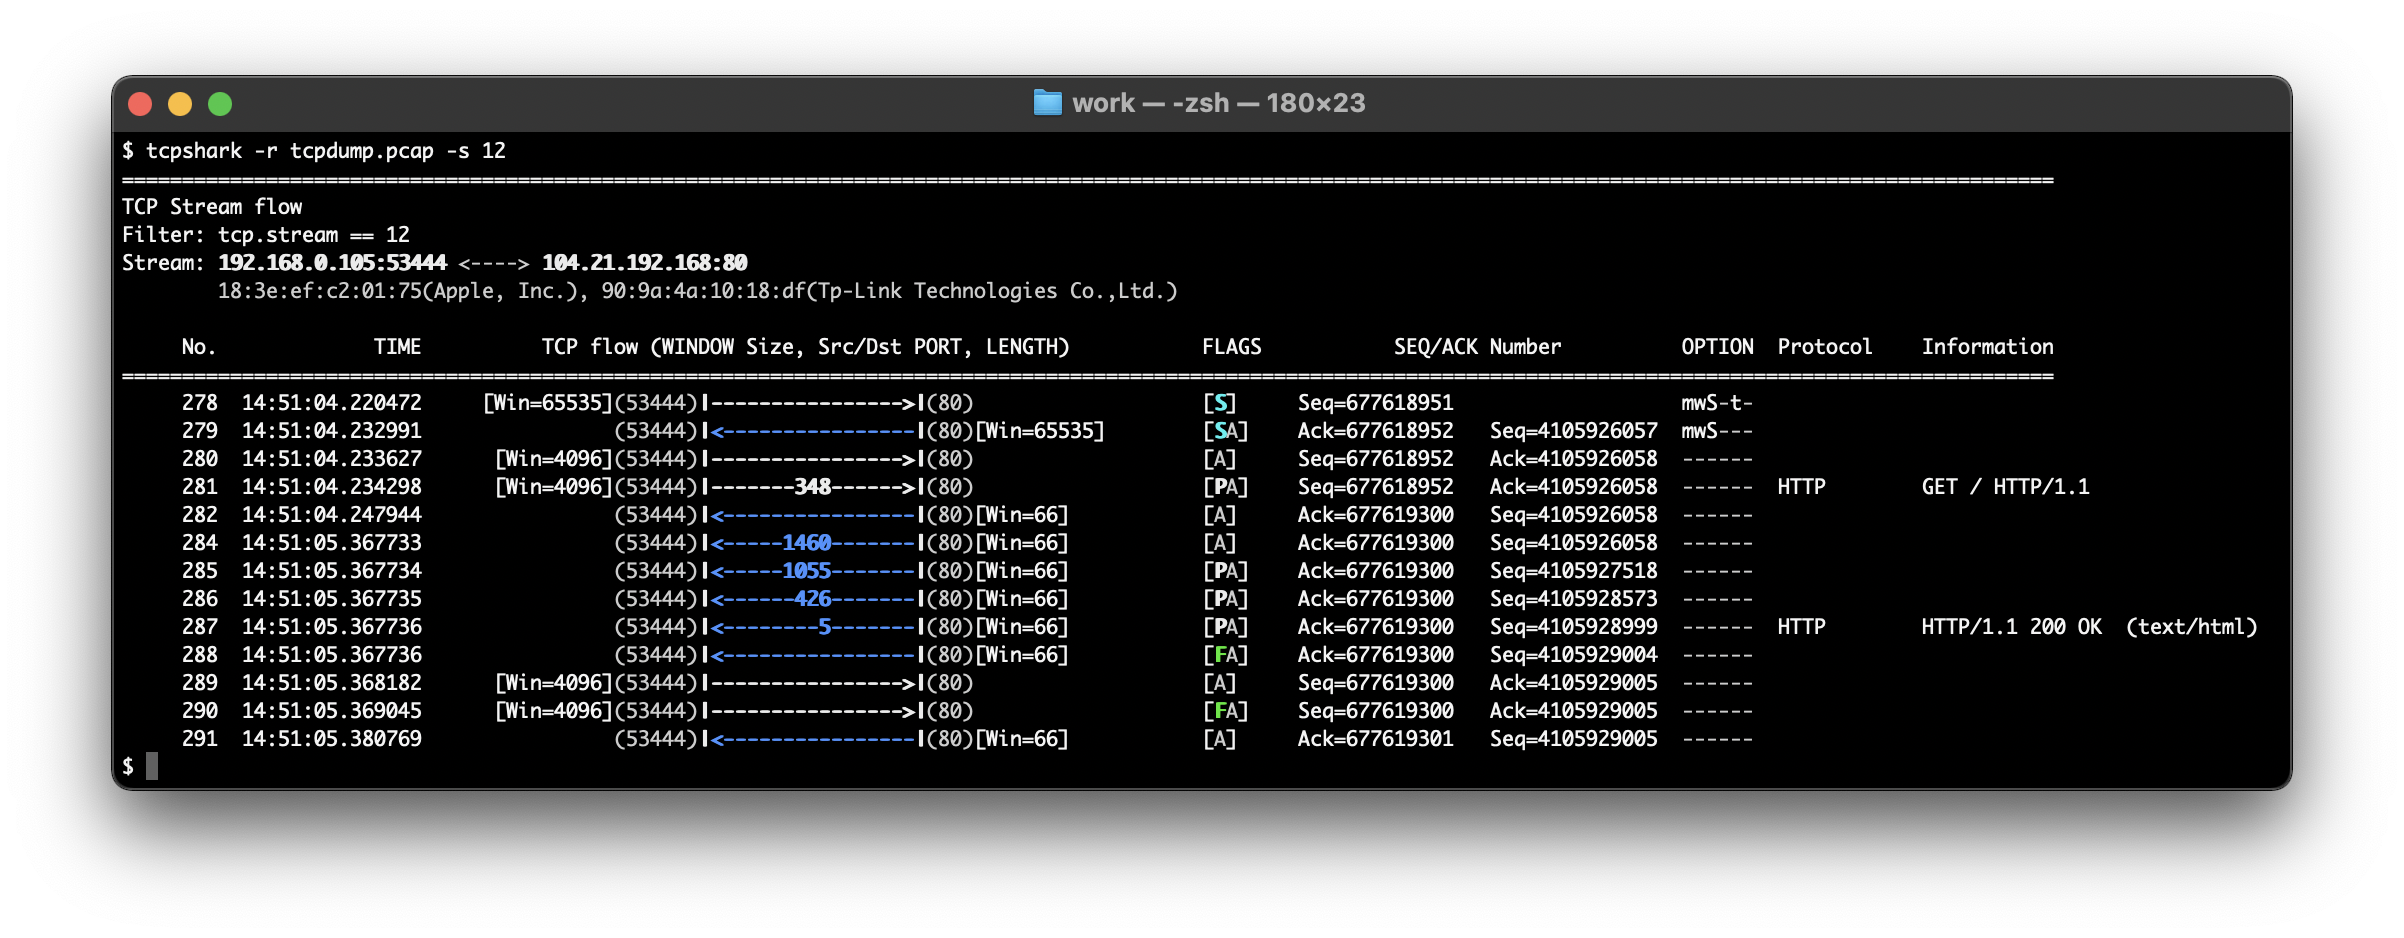 work — -zsh — 180×23
$ tcpshark -r tcpdump.pcap -s 12
=================================================================================================================================================================
TCP Stream flow
Filter: tcp.stream == 12
Stream: 192.168.0.105:53444 <----> 104.21.192.168:80
        18:3e:ef:c2:01:75(Apple, Inc.), 90:9a:4a:10:18:df(Tp-Link Technologies Co.,Ltd.)
     No.             TIME          TCP flow (WINDOW Size, Src/Dst PORT, LENGTH)           FLAGS           SEQ/ACK Number          OPTION  Protocol    Information
=================================================================================================================================================================
     278  14:51:04.220472     [Win=65535](53444)|---------------->|(80)                   [S]     Seq=677618951                   mwS-t-
     279  14:51:04.232991                (53444)|<----------------|(80)[Win=65535]        [SA]    Ack=677618952   Seq=4105926057  mwS---
     280  14:51:04.233627      [Win=4096](53444)|---------------->|(80)                   [A]     Seq=677618952   Ack=4105926058  ------
     281  14:51:04.234298      [Win=4096](53444)|-------348------>|(80)                   [PA]    Seq=677618952   Ack=4105926058  ------  HTTP        GET / HTTP/1.1
     282  14:51:04.247944                (53444)|<----------------|(80)[Win=66]           [A]     Ack=677619300   Seq=4105926058  ------
     284  14:51:05.367733                (53444)|<-----1460-------|(80)[Win=66]           [A]     Ack=677619300   Seq=4105926058  ------
     285  14:51:05.367734                (53444)|<-----1055-------|(80)[Win=66]           [PA]    Ack=677619300   Seq=4105927518  ------
     286  14:51:05.367735                (53444)|<------426-------|(80)[Win=66]           [PA]    Ack=677619300   Seq=4105928573  ------
     287  14:51:05.367736                (53444)|<--------5-------|(80)[Win=66]           [PA]    Ack=677619300   Seq=4105928999  ------  HTTP        HTTP/1.1 200 OK  (text/html)
     288  14:51:05.367736                (53444)|<----------------|(80)[Win=66]           [FA]    Ack=677619300   Seq=4105929004  ------
     289  14:51:05.368182      [Win=4096](53444)|---------------->|(80)                   [A]     Seq=677619300   Ack=4105929005  ------
     290  14:51:05.369045      [Win=4096](53444)|---------------->|(80)                   [FA]    Seq=677619300   Ack=4105929005  ------
     291  14:51:05.380769                (53444)|<----------------|(80)[Win=66]           [A]     Ack=677619301   Seq=4105929005  ------
$